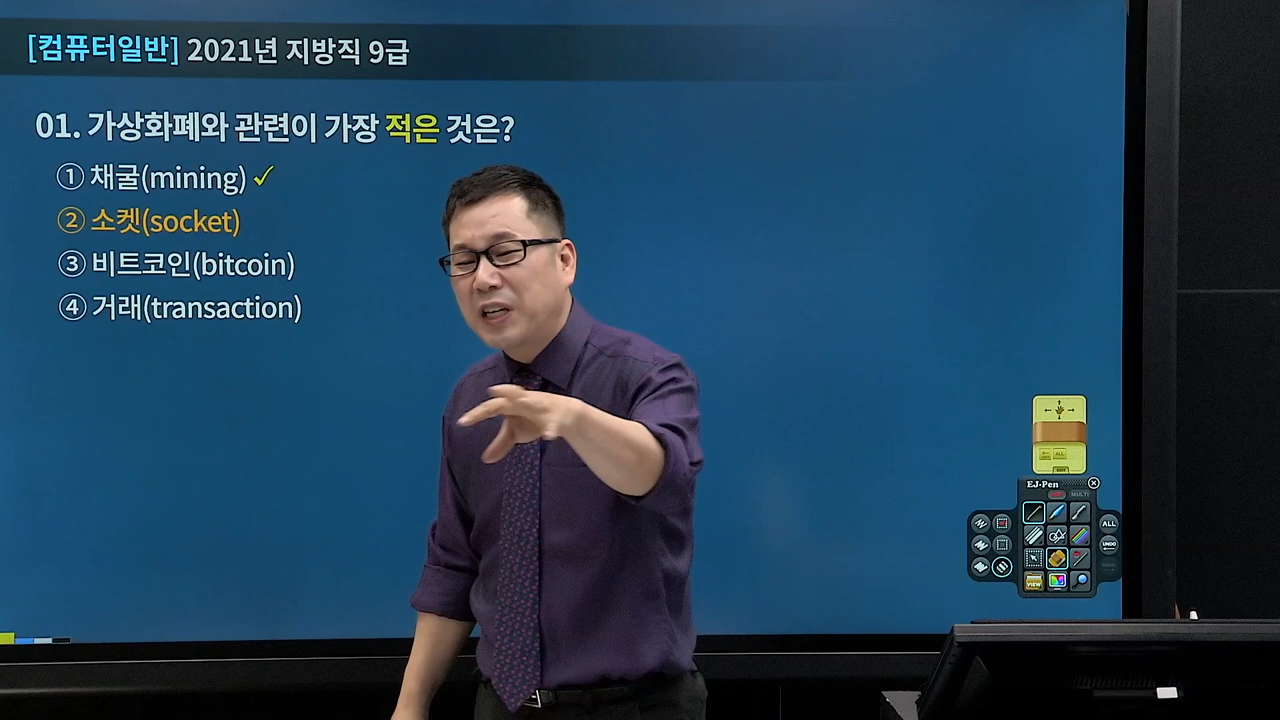 [컴퓨터일반] 2021년 지방직 9급
01. 가상화폐와 관련이 가장 적은 것은?
① 채굴(mining) ✓
② 소켓(socket)
③ 비트코인(bitcoin)
④ 거래(transaction)
ALL
EXIT
EJ-Pen
MULTI
ALL
UNDO
VIEW